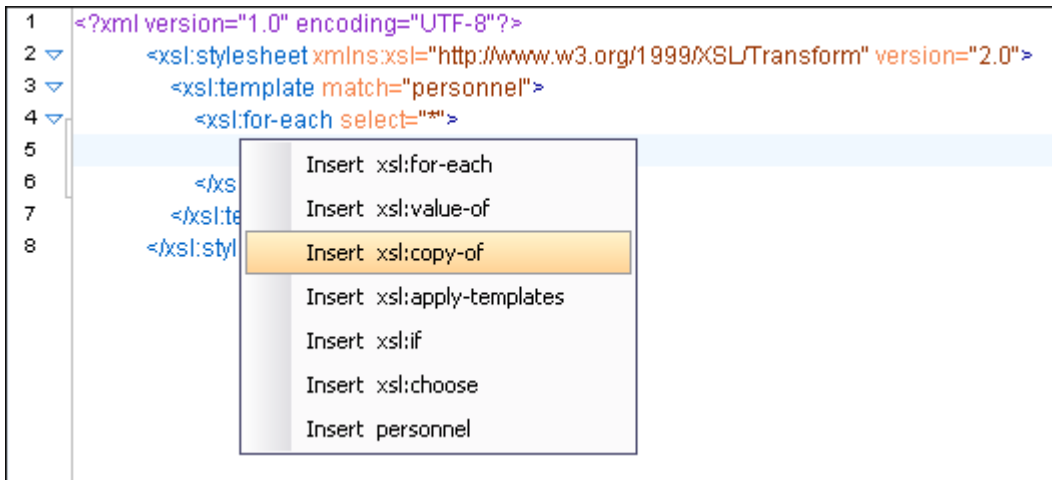 1 <?xml version="1.0" encoding="UTF-8"?>
2 <xsl:stylesheet xmlns:xsl="http://www.w3.org/1999/XSL/Transform" version="2.0">
3 <xsl:template match="personnel">
4 <xsl:for-each select="*">
5
Insert xsl:for-each
6 </xs
Insert xsl:value-of
7 </xsl:te
8 </xsl:styl
Insert xsl:copy-of
Insert xsl:apply-templates
Insert xsl:if
Insert xsl:choose
Insert personnel